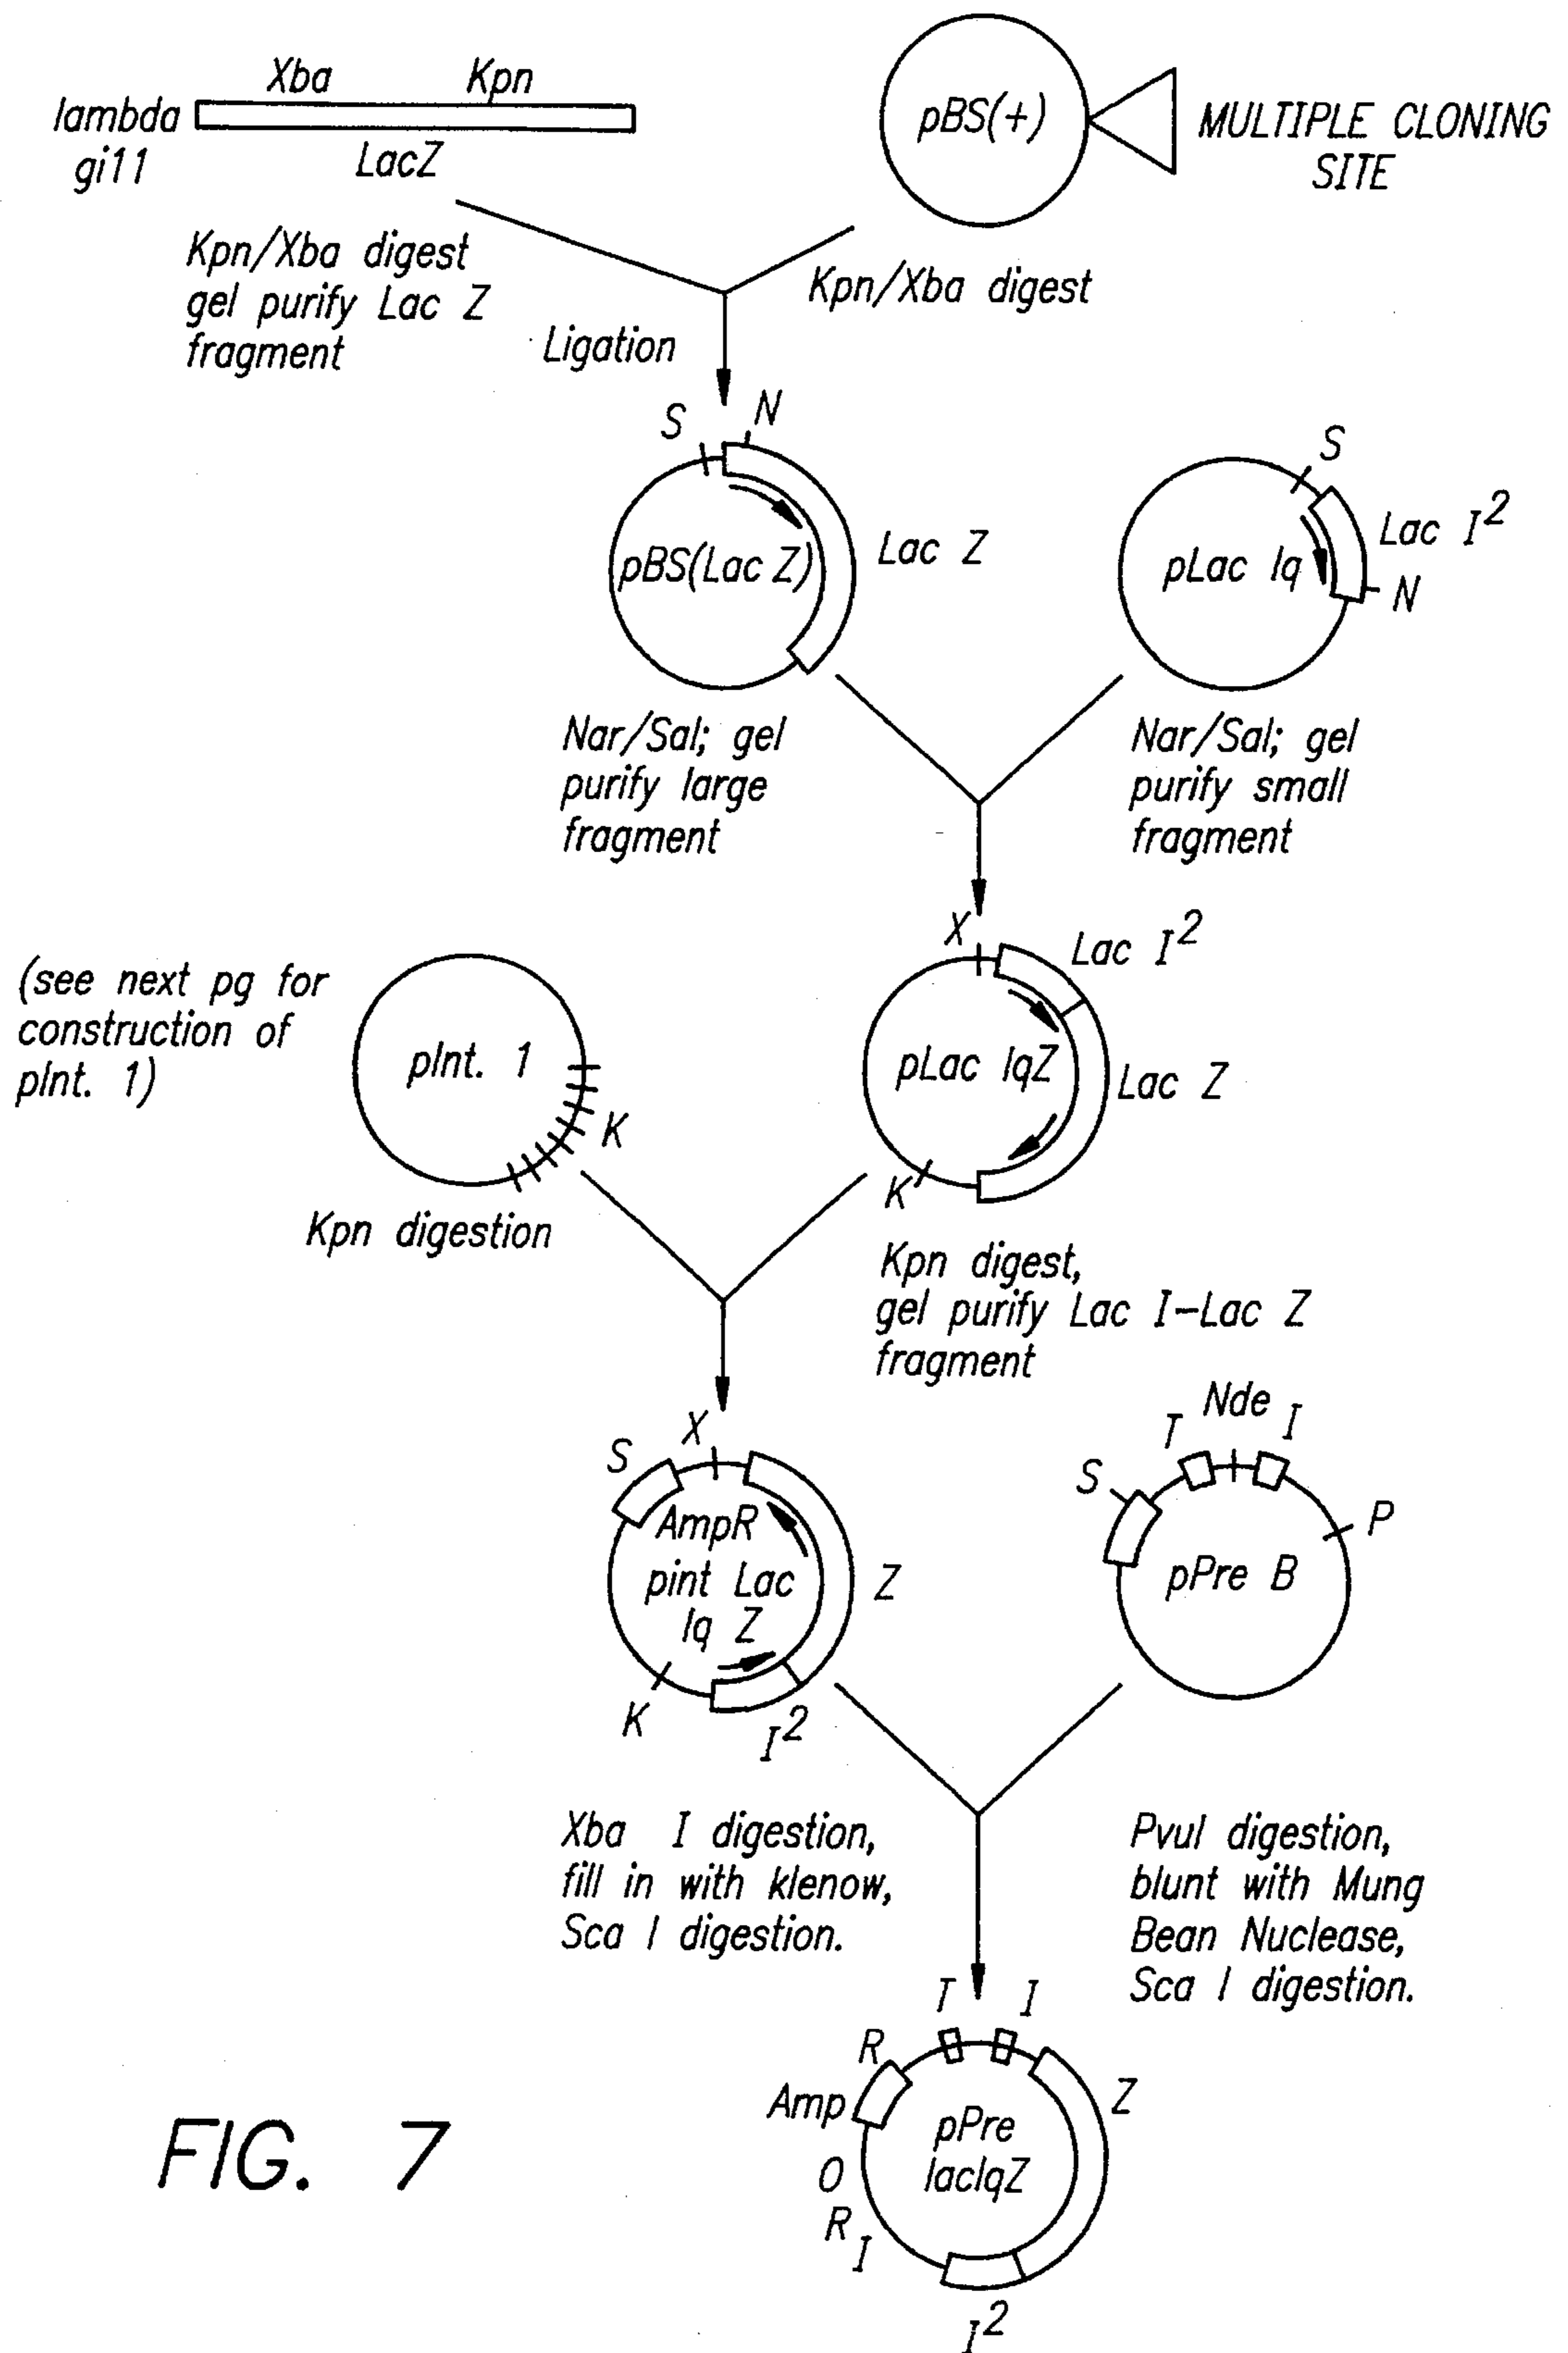 Xba Kpn
lambda
gi11
LacZ
pBS(+)
MULTIPLE CLONING
SITE
Kpn/Xba digest
gel purify Lac Z
fragment
Kpn/Xba digest
Ligation
S N
pBS(Lac Z)
Lac Z
S
Lac I²
pLac Iq
N
Nar/Sal; gel
purify large
fragment
Nar/Sal; gel
purify small
fragment
X
Lac I²
pLac IqZ
Lac Z
K
(see next pg for
construction of
pInt. 1)
pInt. 1
K
Kpn digestion
Kpn digest,
gel purify Lac I-Lac Z
fragment
S X
AmpR
pint Lac
Iq Z
Z
K
I²
T Nde I
S
P
pPre B
Xba I digestion,
fill in with klenow,
Sca I digestion.
PvuI digestion,
blunt with Mung
Bean Nuclease,
Sca I digestion.
T I
R
Amp
Z
pPre
lacIqZ
O
R
I
I²
FIG. 7